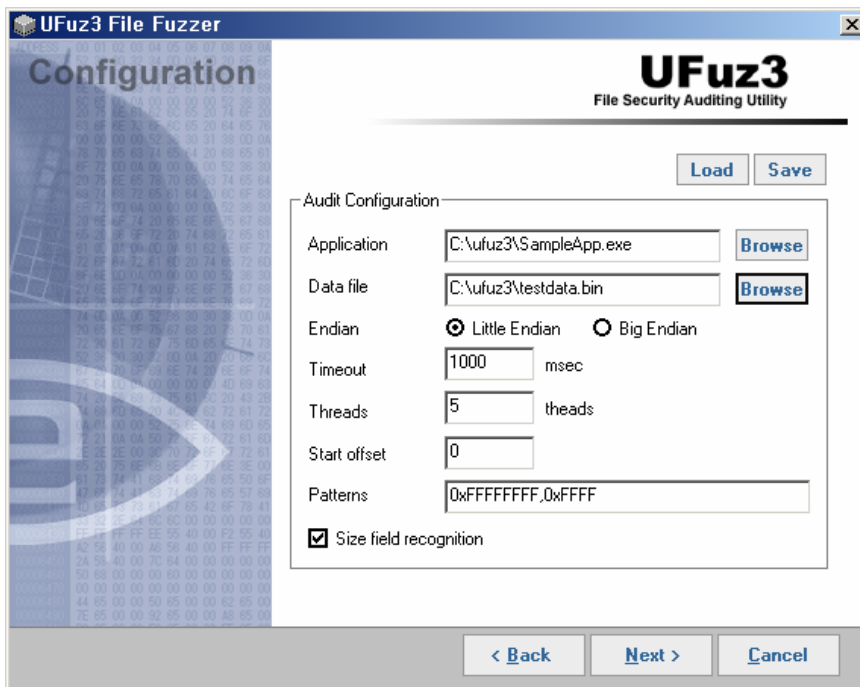 UFuz3 File Fuzzer
Configuration
UFuz3
File Security Auditing Utility
Load Save
Audit Configuration
Application C:\ufuz3\SampleApp.exe Browse
Data file C:\ufuz3\testdata.bin Browse
Endian Little Endian Big Endian
Timeout 1000 msec
Threads 5 theads
Start offset 0
Patterns 0xFFFFFFFF,0xFFFF
Size field recognition
< Back Next > Cancel